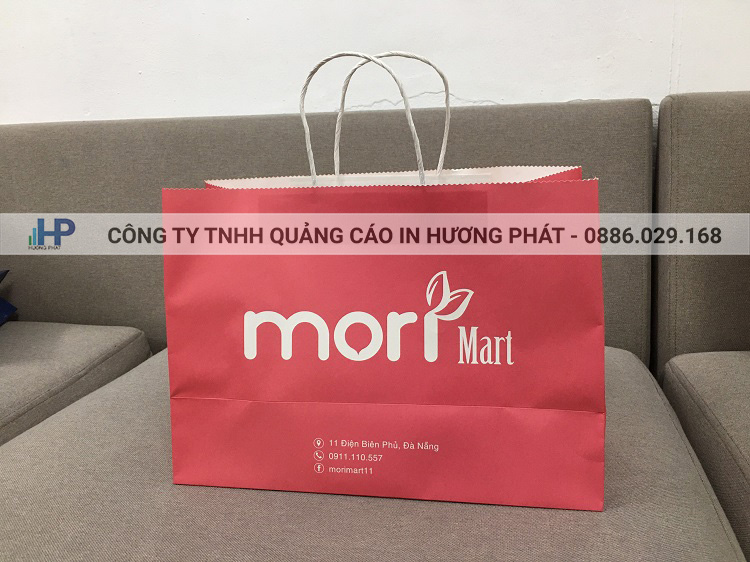 HP
HƯƠNG PHÁT
CÔNG TY TNHH QUẢNG CÁO IN HƯƠNG PHÁT - 0886.029.168
mori Mart
11 Điện Biên Phủ, Đà Nẵng
0911.110.557
morimart11